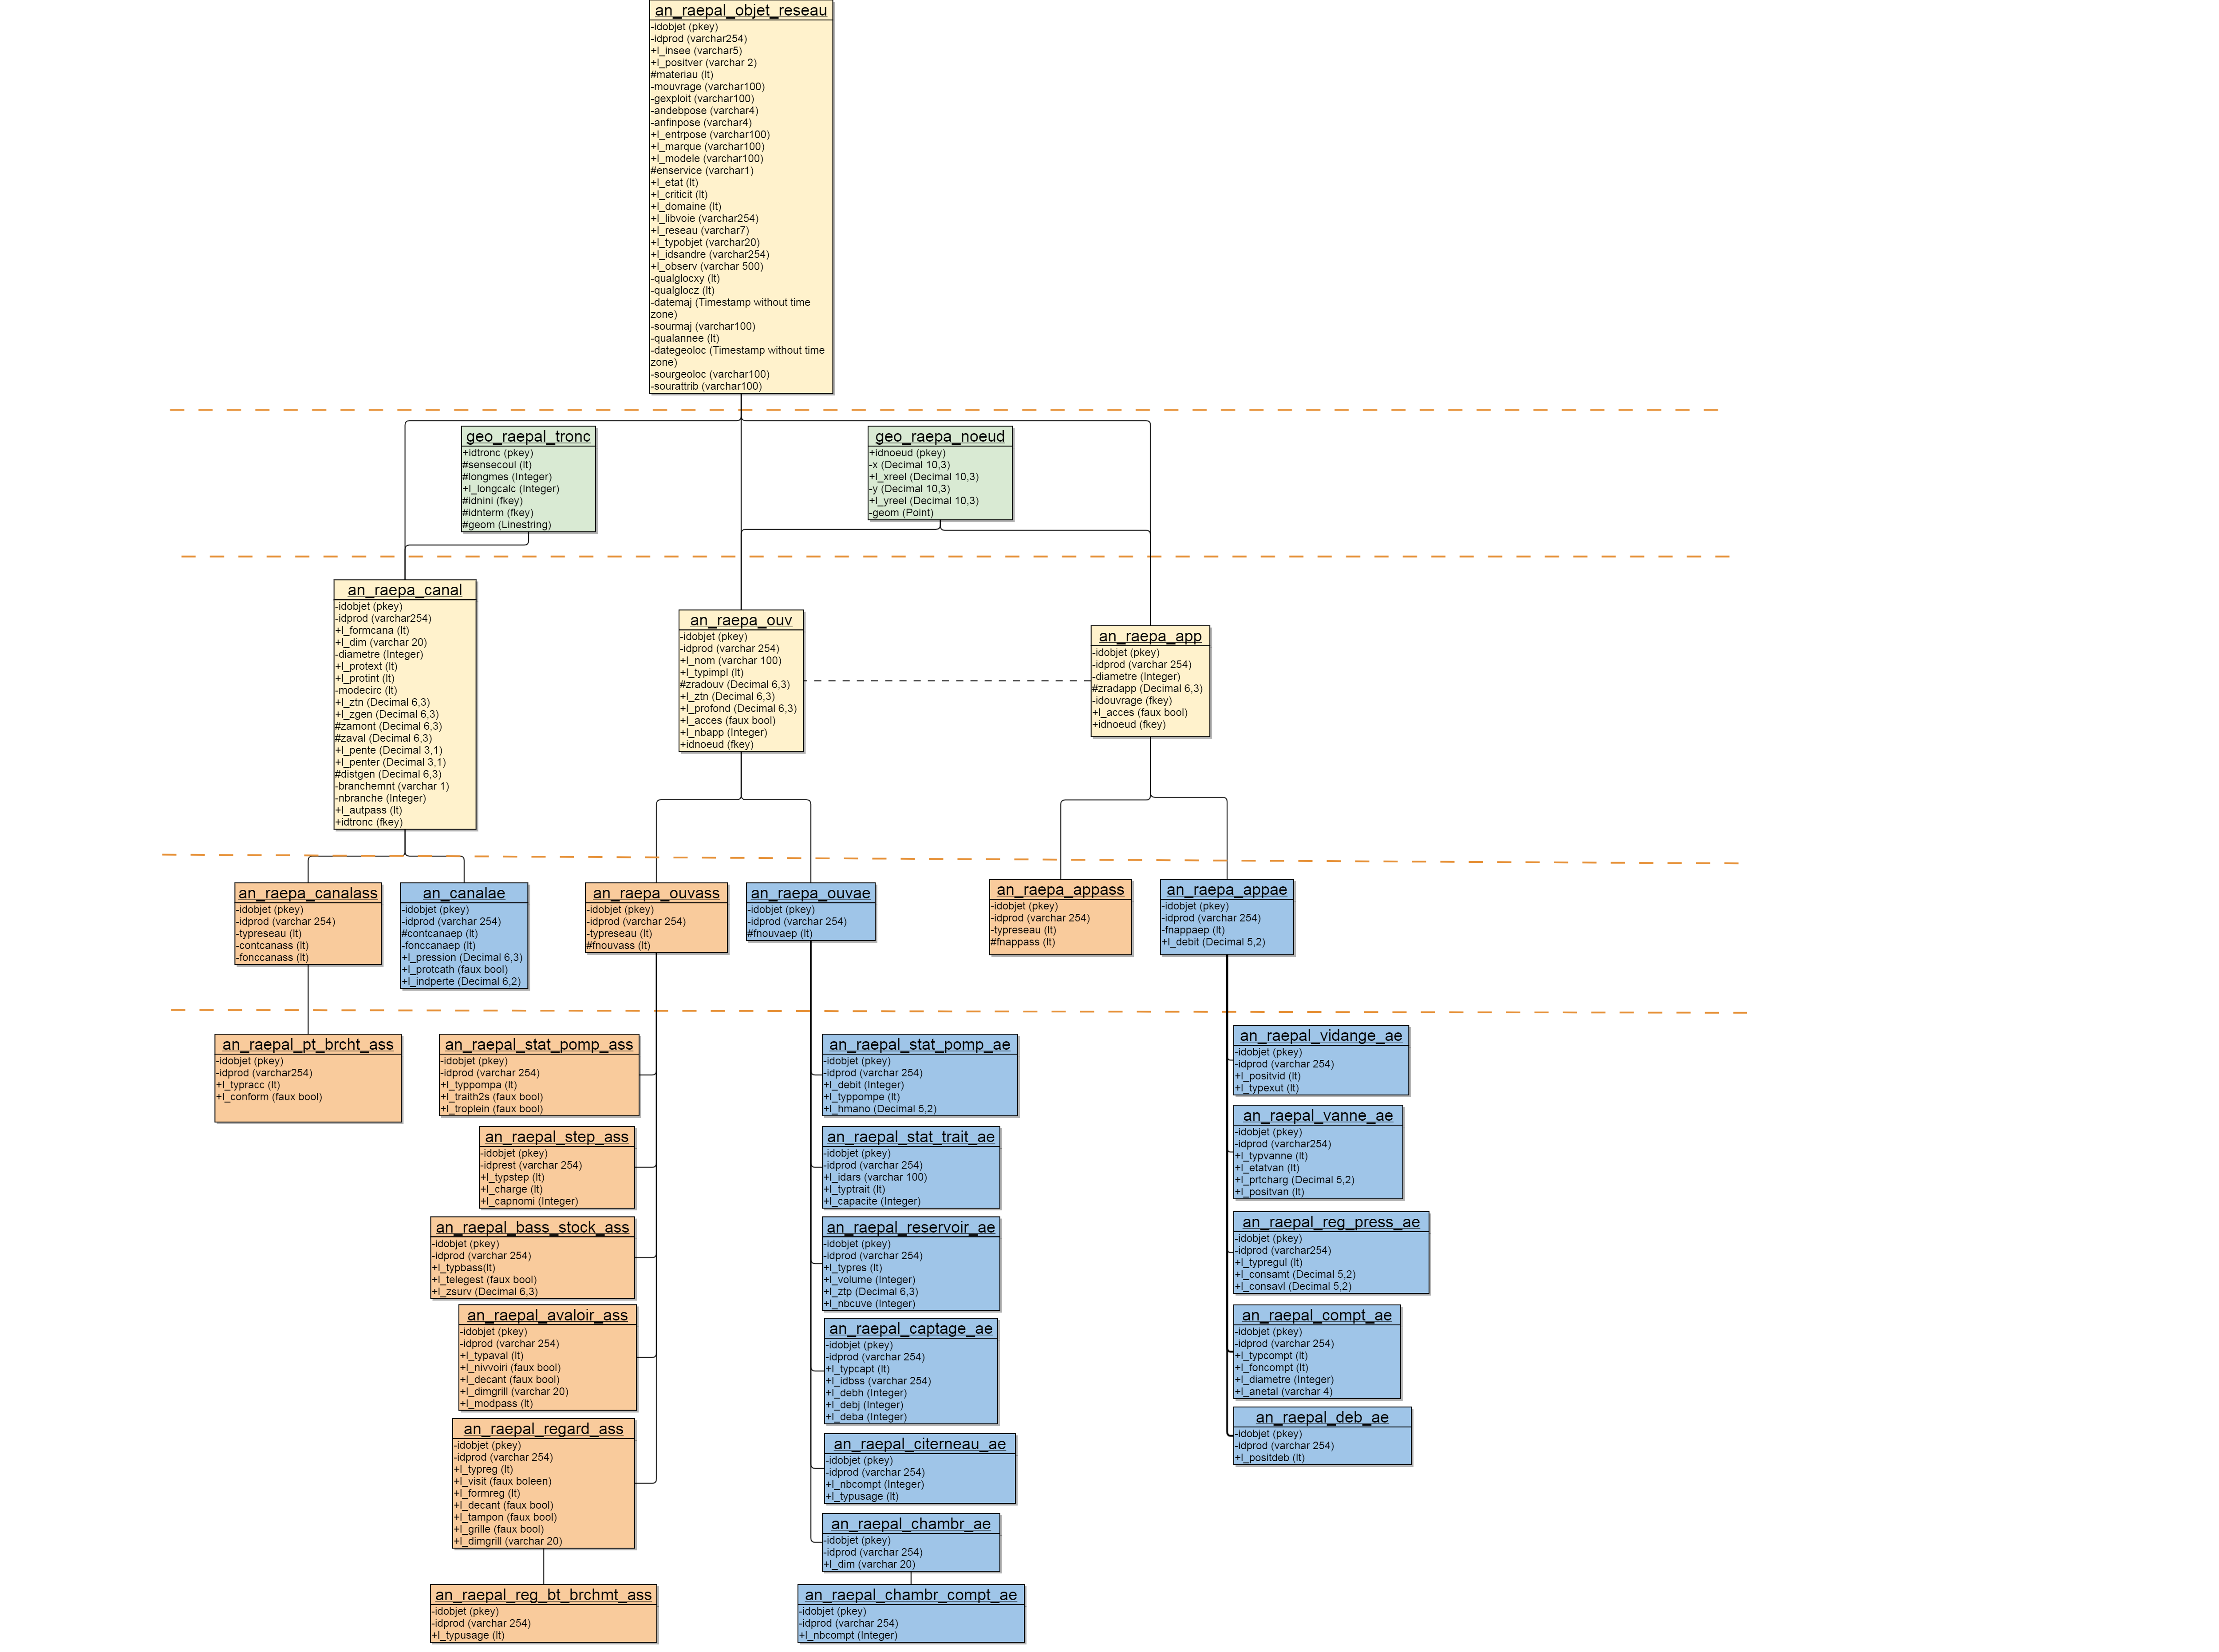 an_raepal_objet_reseau
-idobjet (pkey)
-idprod (varchar254)
+l_insee (varchar5)
+l_positver (varchar 2)
#materiau (lt)
-mouvrage (varchar100)
-gexploit (varchar100)
-andebpose (varchar4)
-anfinpose (varchar4)
+l_entrpose (varchar100)
+l_marque (varchar100)
+l_modele (varchar100)
#enservice (varchar1)
+l_etat (lt)
+l_criticit (lt)
+l_domaine (lt)
+l_libvoie (varchar254)
+l_reseau (varchar7)
+l_typobjet (varchar20)
+l_idsandre (varchar254)
+l_observ (varchar 500)
-qualglocxy (lt)
-qualglocz (lt)
-datemaj (Timestamp without time
zone)
-sourmaj (varchar100)
-qualannee (lt)
-dategeoloc (Timestamp without time
zone)
-sourgeoloc (varchar100)
-sourattrib (varchar100)
geo_raepal_tronc
+idtronc (pkey)
#sensecoul (lt)
#longmes (Integer)
+l_longcalc (Integer)
#idnini (fkey)
#idnterm (fkey)
#geom (Linestring)
geo_raepa_noeud
+idnoeud (pkey)
-x (Decimal 10,3)
+l_xreel (Decimal 10,3)
-y (Decimal 10,3)
+l_yreel (Decimal 10,3)
-geom (Point)
an_raepa_canal
-idobjet (pkey)
-idprod (varchar254)
+l_formcana (lt)
+l_dim (varchar 20)
-diametre (Integer)
+l_protext (lt)
+l_protint (lt)
-modecirc (lt)
+l_ztn (Decimal 6,3)
+l_zgen (Decimal 6,3)
#zamont (Decimal 6,3)
#zaval (Decimal 6,3)
+l_pente (Decimal 3,1)
+l_penter (Decimal 3,1)
#distgen (Decimal 6,3)
-branchemnt (varchar 1)
-nbranche (Integer)
+l_autpass (lt)
+idtronc (fkey)
an_raepa_ouv
-idobjet (pkey)
-idprod (varchar 254)
+l_nom (varchar 100)
+l_typimpl (lt)
#zradouv (Decimal 6,3)
+l_ztn (Decimal 6,3)
+l_profond (Decimal 6,3)
+l_acces (faux bool)
+l_nbapp (Integer)
+idnoeud (fkey)
an_raepa_app
-idobjet (pkey)
-idprod (varchar 254)
-diametre (Integer)
#zradapp (Decimal 6,3)
-idouvrage (fkey)
+l_acces (faux bool)
+idnoeud (fkey)
an_raepa_canalass
-idobjet (pkey)
-idprod (varchar 254)
-typreseau (lt)
-contcanass (lt)
-fonccanass (lt)
an_canalae
-idobjet (pkey)
-idprod (varchar 254)
#contcanaep (lt)
-fonccanaep (lt)
+l_pression (Decimal 6,3)
+l_protcath (faux bool)
+l_indperte (Decimal 6,2)
an_raepa_ouvass
-idobjet (pkey)
-idprod (varchar 254)
-typreseau (lt)
#fnouvass (lt)
an_raepa_ouvae
-idobjet (pkey)
-idprod (varchar 254)
#fnouvaep (lt)
an_raepa_appass
-idobjet (pkey)
-idprod (varchar 254)
-typreseau (lt)
#fnappass (lt)
an_raepa_appae
-idobjet (pkey)
-idprod (varchar 254)
-fnappaep (lt)
+l_debit (Decimal 5,2)
an_raepal_pt_brcht_ass
-idobjet (pkey)
-idprod (varchar254)
+l_typracc (lt)
+l_conform (faux bool)
an_raepal_stat_pomp_ass
-idobjet (pkey)
-idprod (varchar 254)
+l_typpompa (lt)
+l_traith2s (faux bool)
+l_troplein (faux bool)
an_raepal_step_ass
-idobjet (pkey)
-idprest (varchar 254)
+l_typstep (lt)
+l_charge (lt)
+l_capnomi (Integer)
an_raepal_bass_stock_ass
-idobjet (pkey)
-idprod (varchar 254)
+l_typbass(lt)
+l_telegest (faux bool)
+l_zsurv (Decimal 6,3)
an_raepal_avaloir_ass
-idobjet (pkey)
-idprod (varchar 254)
+l_typaval (lt)
+l_nivvoiri (faux bool)
+l_decant (faux bool)
+l_dimgrill (varchar 20)
+l_modpass (lt)
an_raepal_regard_ass
-idobjet (pkey)
-idprod (varchar 254)
+l_typreg (lt)
+l_visit (faux boleen)
+l_formreg (lt)
+l_decant (faux bool)
+l_tampon (faux bool)
+l_grille (faux bool)
+l_dimgrill (varchar 20)
an_raepal_reg_bt_brchmt_ass
-idobjet (pkey)
-idprod (varchar 254)
+l_typusage (lt)
an_raepal_stat_pomp_ae
-idobjet (pkey)
-idprod (varchar 254)
+l_debit (Integer)
+l_typpompe (lt)
+l_hmano (Decimal 5,2)
an_raepal_stat_trait_ae
-idobjet (pkey)
-idprod (varchar 254)
+l_idars (varchar 100)
+l_typtrait (lt)
+l_capacite (Integer)
an_raepal_reservoir_ae
-idobjet (pkey)
-idprod (varchar 254)
+l_typres (lt)
+l_volume (Integer)
+l_ztp (Decimal 6,3)
+l_nbcuve (Integer)
an_raepal_captage_ae
-idobjet (pkey)
-idprod (varchar 254)
+l_typcapt (lt)
+l_idbss (varchar 254)
+l_debh (Integer)
+l_debj (Integer)
+l_deba (Integer)
an_raepal_citerneau_ae
-idobjet (pkey)
-idprod (varchar 254)
+l_nbcompt (Integer)
+l_typusage (lt)
an_raepal_chambr_ae
-idobjet (pkey)
-idprod (varchar 254)
+l_dim (varchar 20)
an_raepal_chambr_compt_ae
-idobjet (pkey)
-idprod (varchar 254)
+l_nbcompt (Integer)
an_raepal_vidange_ae
-idobjet (pkey)
-idprod (varchar 254)
+l_positvid (lt)
+l_typexut (lt)
an_raepal_vanne_ae
-idobjet (pkey)
-idprod (varchar254)
+l_typvanne (lt)
+l_etatvan (lt)
+l_prtcharg (Decimal 5,2)
+l_positvan (lt)
an_raepal_reg_press_ae
-idobjet (pkey)
-idprod (varchar254)
+l_typregul (lt)
+l_consamt (Decimal 5,2)
+l_consavl (Decimal 5,2)
an_raepal_compt_ae
-idobjet (pkey)
-idprod (varchar 254)
+l_typcompt (lt)
+l_foncompt (lt)
+l_diametre (Integer)
+l_anetal (varchar 4)
an_raepal_deb_ae
-idobjet (pkey)
-idprod (varchar 254)
+l_positdeb (lt)